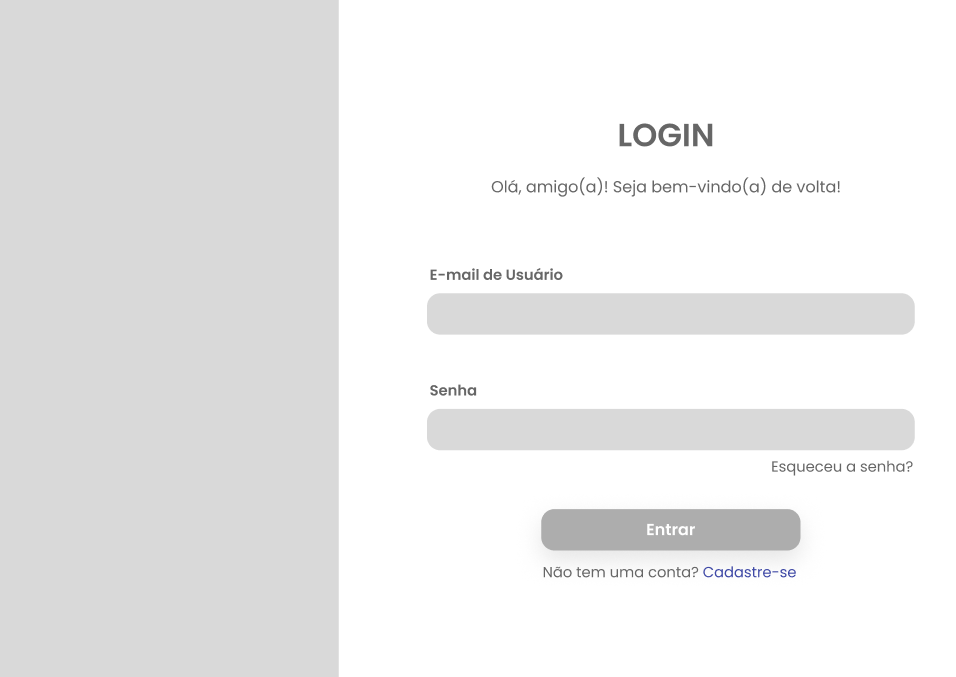 LOGIN
Olá, amigo(a)! Seja bem-vindo(a) de volta!
E-mail de Usuário
Senha
Esqueceu a senha?
Entrar
Não tem uma conta? Cadastre-se